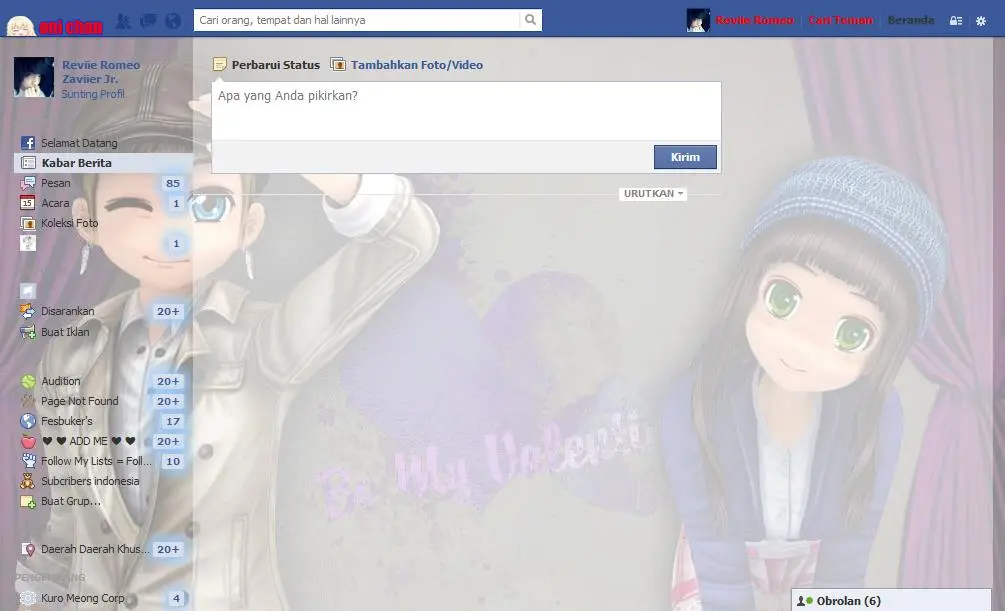 ani chan
Cari orang, tempat dan hal lainnya
Reviie Romeo
Cari Teman
Beranda
Reviie Romeo
Zaviier Jr.
Sunting Profil
Perbarui Status
Tambahkan Foto/Video
Apa yang Anda pikirkan?
Kirim
URUTKAN
Selamat Datang
Kabar Berita
Pesan 85
Acara 1
Koleksi Foto
1
Disarankan 20+
Buat Iklan
Audition 20+
Page Not Found 20+
Fesbuker's 17
♥ ♥ ADD ME ♥ ♥ 20+
Follow My Lists = Foll... 10
Subcribers indonesia
Buat Grup...
Daerah Daerah Khus... 20+
PENGEMBANG
Kuro Meong Corp 4
Be My Valentin
Obrolan (6)